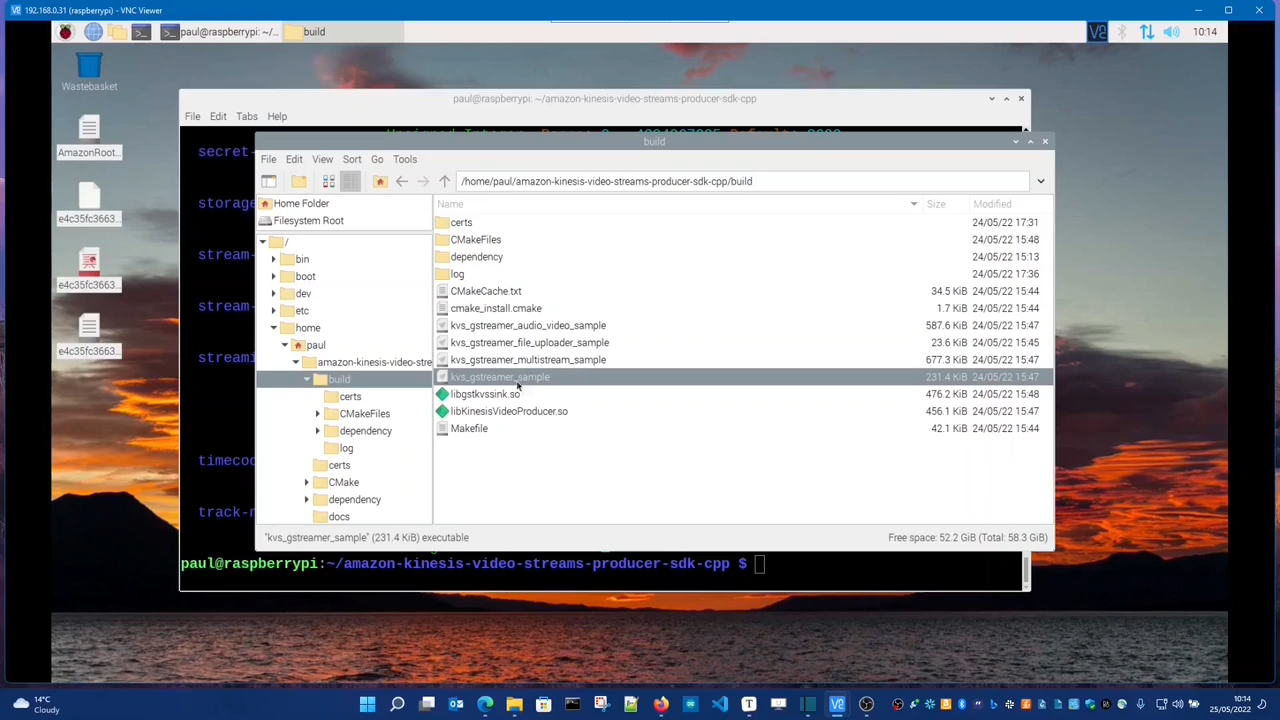 192.168.0.31 (raspberrypi) - VNC Viewer
paul@raspberrypi: ~/...
build
10:14
Wastebasket
AmazonRoot...
e4c35fc3663...
e4c35fc3663...
e4c35fc3663...
paul@raspberrypi: ~/amazon-kinesis-video-streams-producer-sdk-cpp
File Edit Tabs Help
secret-
storage
stream-
stream-
streami
timecod
track-n
build
File Edit View Sort Go Tools
/home/paul/amazon-kinesis-video-streams-producer-sdk-cpp/build
Home Folder
Filesystem Root
/
bin
boot
dev
etc
home
paul
amazon-kinesis-video-stre
build
certs
CMakeFiles
dependency
log
certs
CMake
dependency
docs
Name Size Modified
certs 24/05/22 17:31
CMakeFiles 24/05/22 15:48
dependency 24/05/22 15:13
log 24/05/22 17:36
CMakeCache.txt 34.5 KiB 24/05/22 15:44
cmake_install.cmake 1.7 KiB 24/05/22 15:44
kvs_gstreamer_audio_video_sample 587.6 KiB 24/05/22 15:47
kvs_gstreamer_file_uploader_sample 23.6 KiB 24/05/22 15:45
kvs_gstreamer_multistream_sample 677.3 KiB 24/05/22 15:47
kvs_gstreamer_sample 231.4 KiB 24/05/22 15:47
libgstkvssink.so 476.2 KiB 24/05/22 15:48
libKinesisVideoProducer.so 456.1 KiB 24/05/22 15:47
Makefile 42.1 KiB 24/05/22 15:44
"kvs_gstreamer_sample" (231.4 KiB) executable
Free space: 52.2 GiB (Total: 58.3 GiB)
paul@raspberrypi:~/amazon-kinesis-video-streams-producer-sdk-cpp $
14°C
Cloudy
10:14
25/05/2022